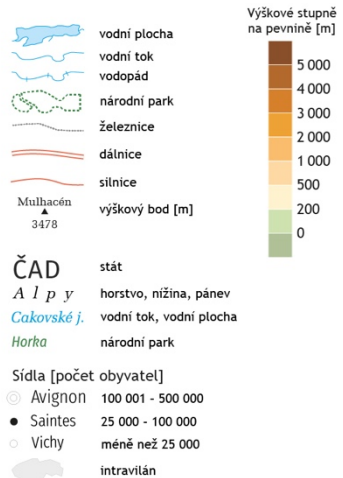 Výškové stupně
na pevnině [m]
vodní plocha
vodní tok
vodopád
národní park
železnice
dálnice
silnice
Mulhacén
3478
výškový bod [m]
5 000
4 000
3 000
2 000
1 000
500
200
0
ČAD stát
Alpy horstvo, nížina, pánev
Cakovské j. vodní tok, vodní plocha
Horka národní park
Sídla [počet obyvatel]
Avignon 100 001 - 500 000
Saintes 25 000 - 100 000
Vichy méně než 25 000
intravilán